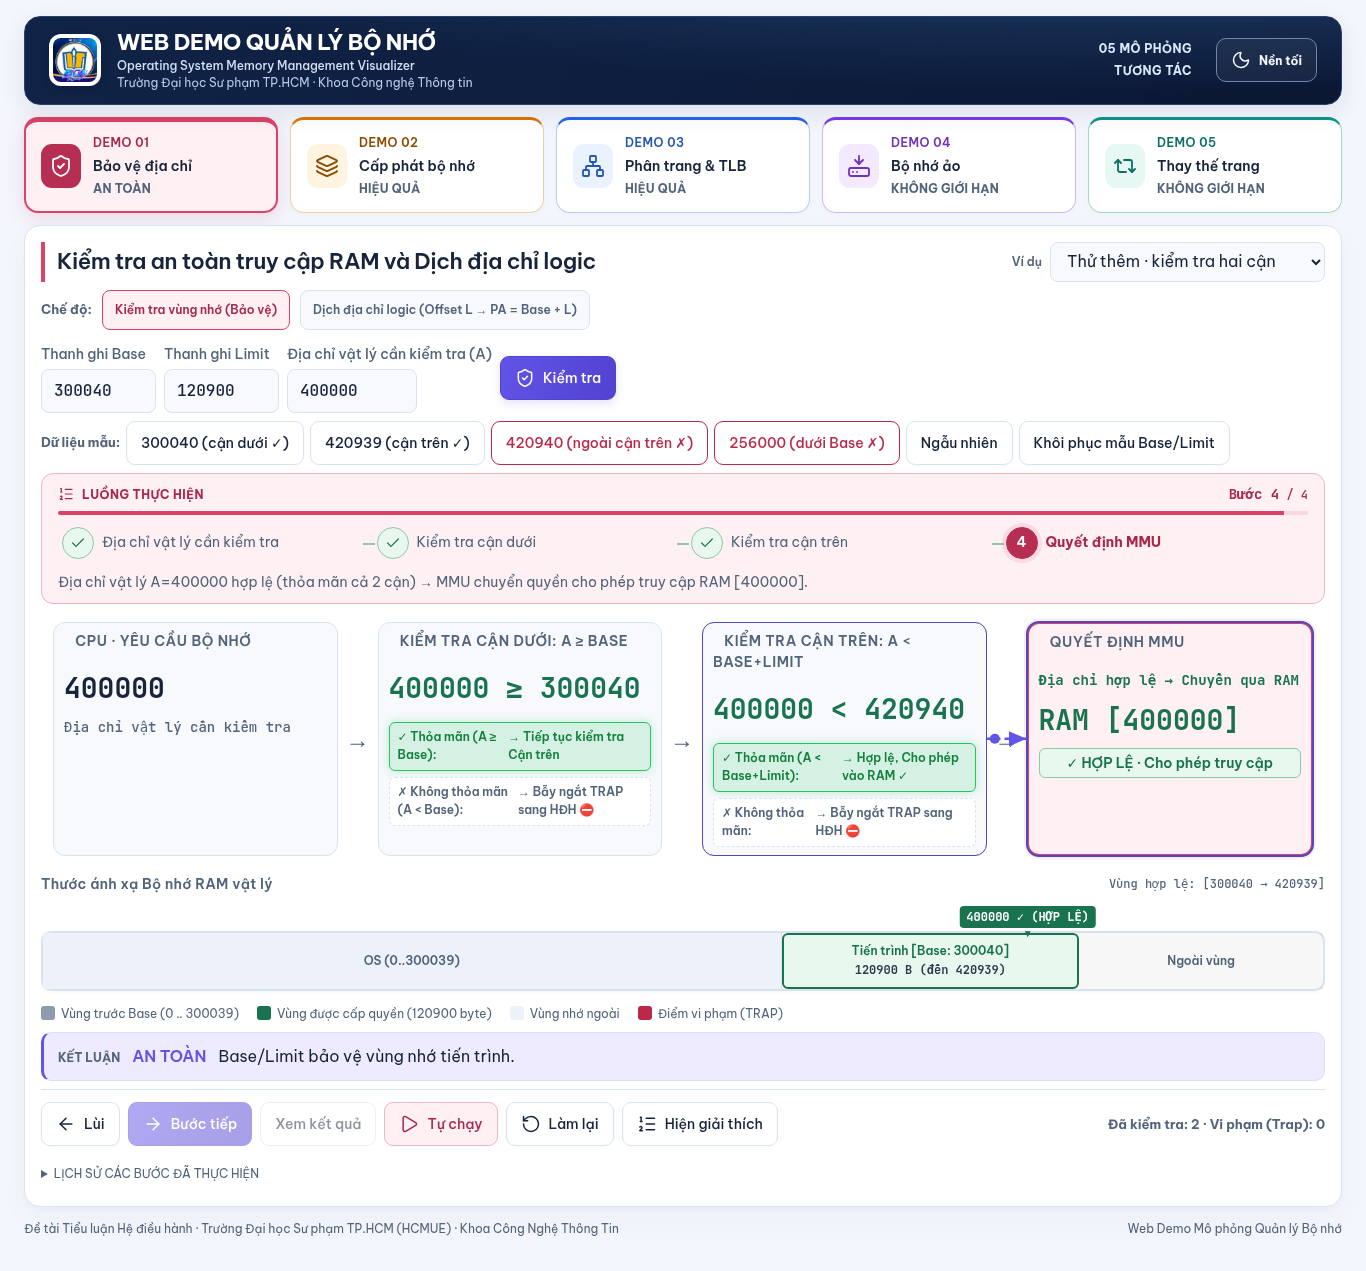 WEB DEMO QUẢN LÝ BỘ NHỚ
Operating System Memory Management Visualizer
Trường Đại học Sư phạm TP.HCM · Khoa Công nghệ Thông tin
05 MÔ PHỎNG
TƯƠNG TÁC
Nền tối
DEMO 01
Bảo vệ địa chỉ
AN TOÀN
DEMO 02
Cấp phát bộ nhớ
HIỆU QUẢ
DEMO 03
Phân trang & TLB
HIỆU QUẢ
DEMO 04
Bộ nhớ ảo
KHÔNG GIỚI HẠN
DEMO 05
Thay thế trang
KHÔNG GIỚI HẠN
Kiểm tra an toàn truy cập RAM và Dịch địa chỉ logic
Ví dụ
Thử thêm · kiểm tra hai cận
Chế độ:
Kiểm tra vùng nhớ (Bảo vệ)
Dịch địa chỉ logic (Offset L → PA = Base + L)
Thanh ghi Base
Thanh ghi Limit
Địa chỉ vật lý cần kiểm tra (A)
300040
120900
400000
Kiểm tra
Dữ liệu mẫu:
300040 (cận dưới ✓)
420939 (cận trên ✓)
420940 (ngoài cận trên ✗)
256000 (dưới Base ✗)
Ngẫu nhiên
Khôi phục mẫu Base/Limit
LUỒNG THỰC HIỆN
Bước 4 / 4
Địa chỉ vật lý cần kiểm tra
Kiểm tra cận dưới
Kiểm tra cận trên
4
Quyết định MMU
Địa chỉ vật lý A=400000 hợp lệ (thỏa mãn cả 2 cận) → MMU chuyển quyền cho phép truy cập RAM [400000].
CPU · YÊU CẦU BỘ NHỚ
400000
Địa chỉ vật lý cần kiểm tra
→
KIỂM TRA CẬN DƯỚI: A ≥ BASE
400000 ≥ 300040
✓ Thỏa mãn (A ≥ Base):
→ Tiếp tục kiểm tra Cận trên
✗ Không thỏa mãn (A < Base):
→ Bẫy ngắt TRAP sang HĐH ⛔
→
KIỂM TRA CẬN TRÊN: A <
BASE+LIMIT
400000 < 420940
✓ Thỏa mãn (A < Base+Limit):
→ Hợp lệ, Cho phép vào RAM ✓
✗ Không thỏa mãn:
→ Bẫy ngắt TRAP sang HĐH ⛔
QUYẾT ĐỊNH MMU
Địa chỉ hợp lệ → Chuyển qua RAM
RAM [400000]
✓ HỢP LỆ · Cho phép truy cập
Thước ánh xạ Bộ nhớ RAM vật lý
Vùng hợp lệ: [300040 → 420939]
400000 ✓ (HỢP LỆ)
OS (0..300039)
Tiến trình [Base: 300040]
120900 B (đến 420939)
Ngoài vùng
Vùng trước Base (0 .. 300039)
Vùng được cấp quyền (120900 byte)
Vùng nhớ ngoài
Điểm vi phạm (TRAP)
KẾT LUẬN
AN TOÀN
Base/Limit bảo vệ vùng nhớ tiến trình.
Lùi
Bước tiếp
Xem kết quả
Tự chạy
Làm lại
Hiện giải thích
Đã kiểm tra: 2 · Vi phạm (Trap): 0
LỊCH SỬ CÁC BƯỚC ĐÃ THỰC HIỆN
Đề tài Tiểu luận Hệ điều hành · Trường Đại học Sư phạm TP.HCM (HCMUE) · Khoa Công Nghệ Thông Tin
Web Demo Mô phỏng Quản lý Bộ nhớ